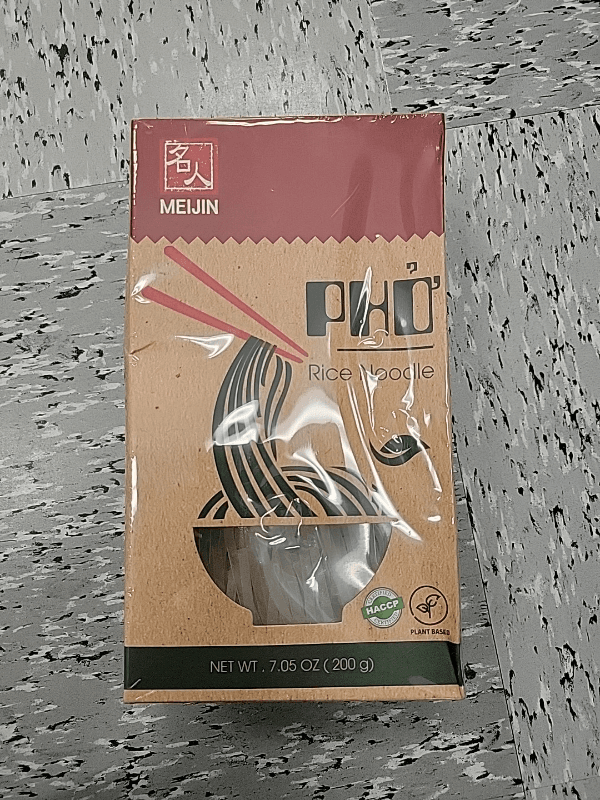 名人
MEIJIN
PHỞ
Rice Noodle
HACCP
PLANT BASED
NET WT . 7.05 OZ ( 200 g)